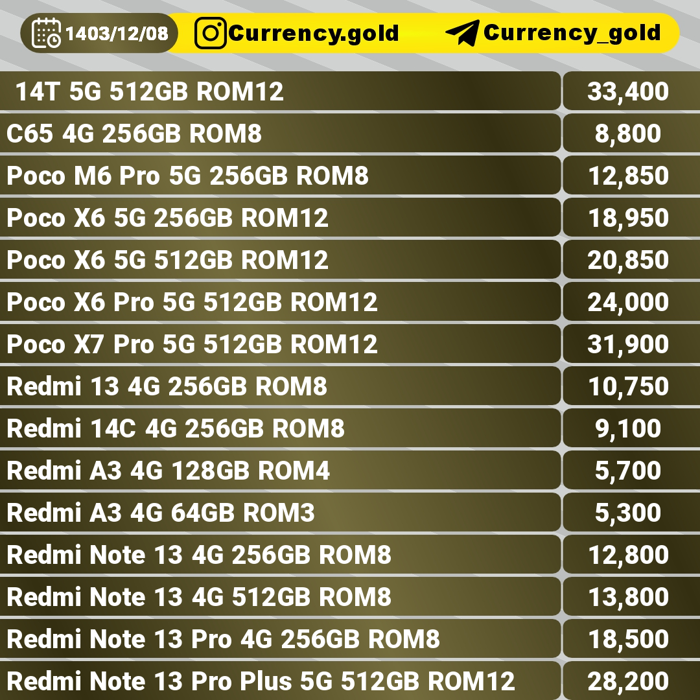 1403/12/08 Currency.gold Currency_gold
14T 5G 512GB ROM12 33,400
C65 4G 256GB ROM8 8,800
Poco M6 Pro 5G 256GB ROM8 12,850
Poco X6 5G 256GB ROM12 18,950
Poco X6 5G 512GB ROM12 20,850
Poco X6 Pro 5G 512GB ROM12 24,000
Poco X7 Pro 5G 512GB ROM12 31,900
Redmi 13 4G 256GB ROM8 10,750
Redmi 14C 4G 256GB ROM8 9,100
Redmi A3 4G 128GB ROM4 5,700
Redmi A3 4G 64GB ROM3 5,300
Redmi Note 13 4G 256GB ROM8 12,800
Redmi Note 13 4G 512GB ROM8 13,800
Redmi Note 13 Pro 4G 256GB ROM8 18,500
Redmi Note 13 Pro Plus 5G 512GB ROM12 28,200